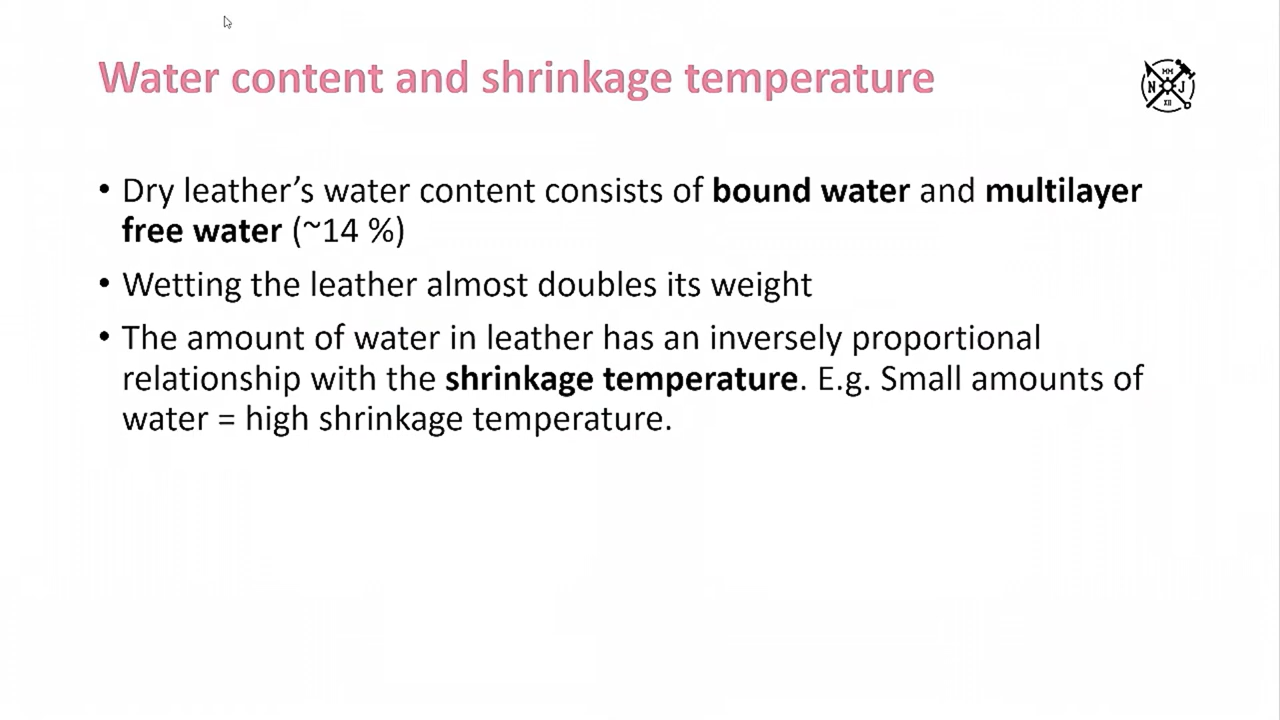 Water content and shrinkage temperature
MM
N J
XII
• Dry leather’s water content consists of bound water and multilayer
free water (~14 %)
• Wetting the leather almost doubles its weight
• The amount of water in leather has an inversely proportional
relationship with the shrinkage temperature. E.g. Small amounts of
water = high shrinkage temperature.